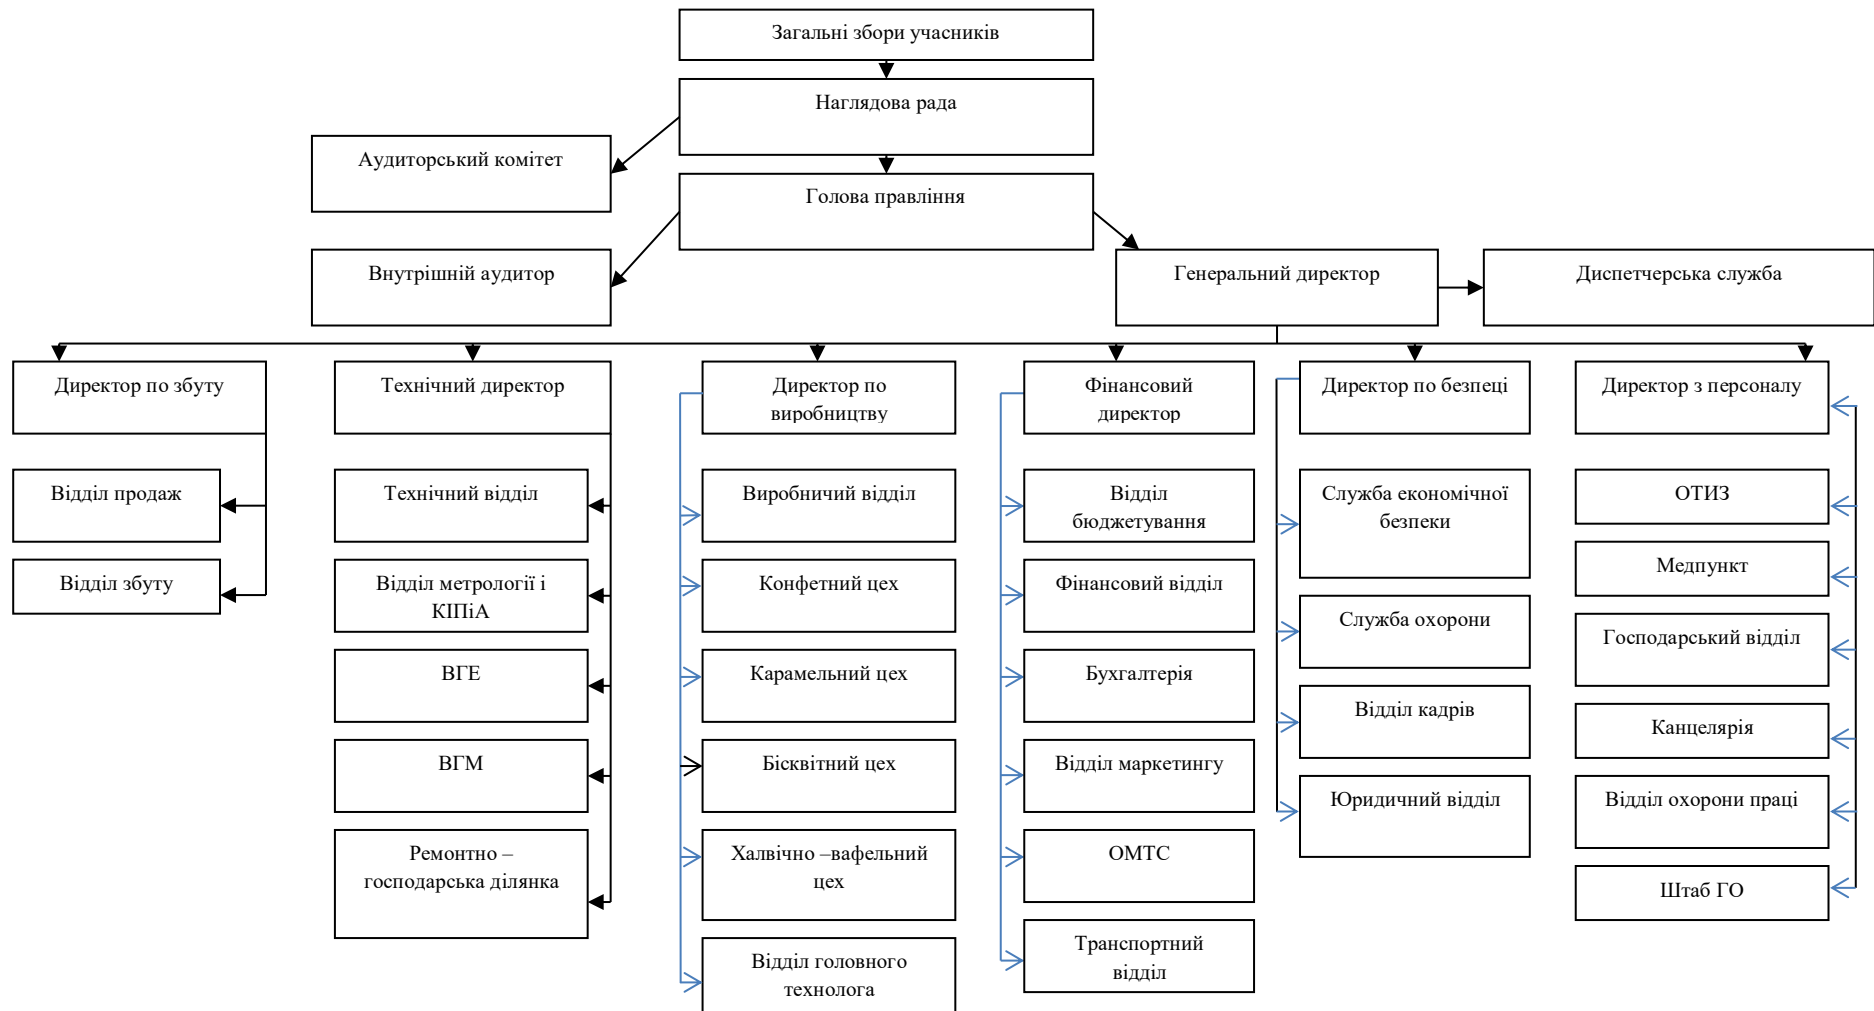 Загальні збори учасників
Наглядова рада
Аудиторський комітет
Голова правління
Внутрішній аудитор
Генеральний директор
Диспетчерська служба
Директор по збуту
Відділ продаж
Відділ збуту
Технічний директор
Технічний відділ
Відділ метрології і
КІПіА
ВГЕ
ВГМ
Ремонтно –
господарська ділянка
Директор по
виробництву
Виробничий відділ
Конфетний цех
Карамельний цех
Бісквітний цех
Халвічно –вафельний
цех
Відділ головного
технолога
Фінансовий
директор
Відділ
бюджетування
Фінансовий відділ
Бухгалтерія
Відділ маркетингу
ОМТС
Транспортний
відділ
Директор по безпеці
Служба економічної
безпеки
Служба охорони
Відділ кадрів
Юридичний відділ
Директор з персоналу
ОТИЗ
Медпункт
Господарський відділ
Канцелярія
Відділ охорони праці
Штаб ГО